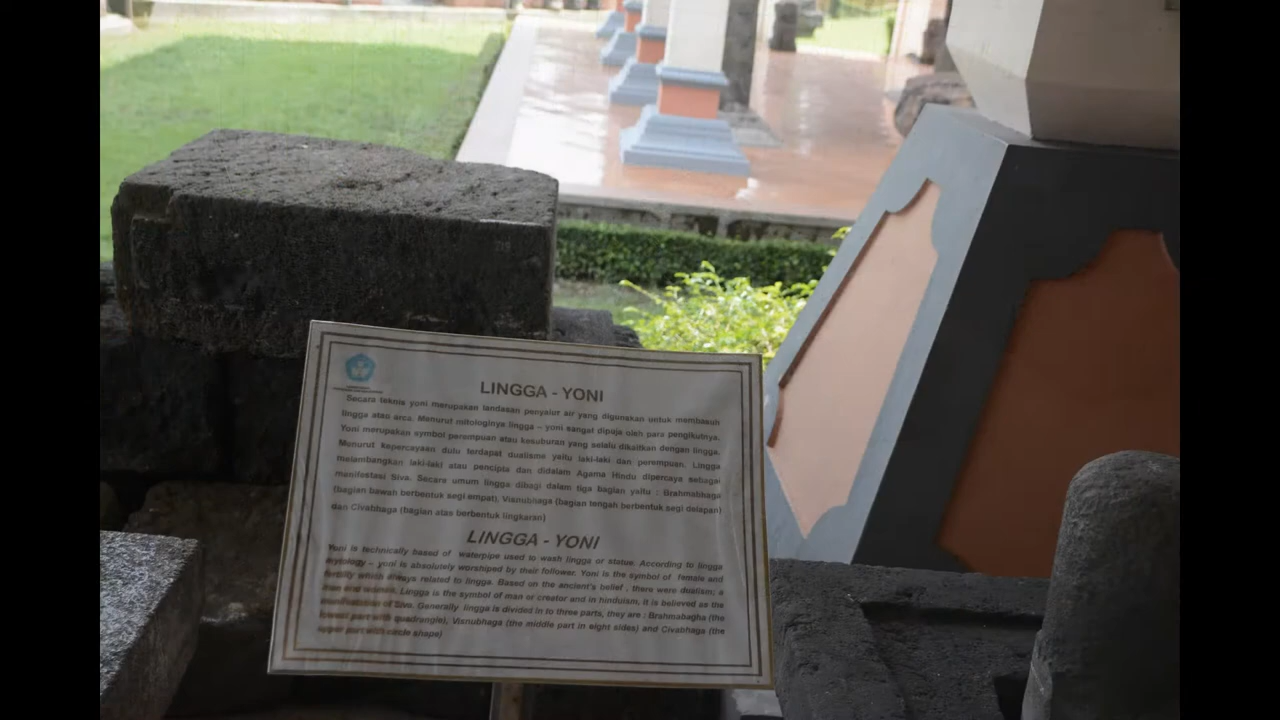 LINGGA - YONI
Secara teknis yoni merupakan landasan penyalur air yang digunakan untuk membasuh
lingga atau arca. Menurut mitologinya lingga – yoni sangat dipuja oleh para pengikutnya.
Yoni merupakan symbol perempuan atau kesuburan yang selalu dikaitkan dengan lingga.
Menurut kepercayaan dulu terdapat dualisme yaitu laki-laki dan perempuan. Lingga
melambangkan laki-laki atau pencipta dan didalam Agama Hindu dipercaya sebagai
manifestasi Siva. Secara umum lingga dibagi dalam tiga bagian yaitu : Brahmabhaga
(bagian bawah berbentuk segi empat), Visnubhaga (bagian tengah berbentuk segi delapan)
dan Civabhaga (bagian atas berbentuk lingkaran)
LINGGA - YONI
Yoni is technically based of waterpipe used to wash lingga or statue. According to lingga
mytology – yoni is absolutely worshiped by their follower. Yoni is the symbol of female and
fertility which always related to lingga. Based on the ancient's belief , there were dualism; a
man and woman. Lingga is the symbol of man or creator and in hinduism, it is believed as the
manifestation of Siva. Generally lingga is divided in to three parts, they are : Brahmabagha (the
lowest part with quadrangle), Visnubhaga (the middle part in eight sides) and Civabhaga (the
upper part with circle shape)